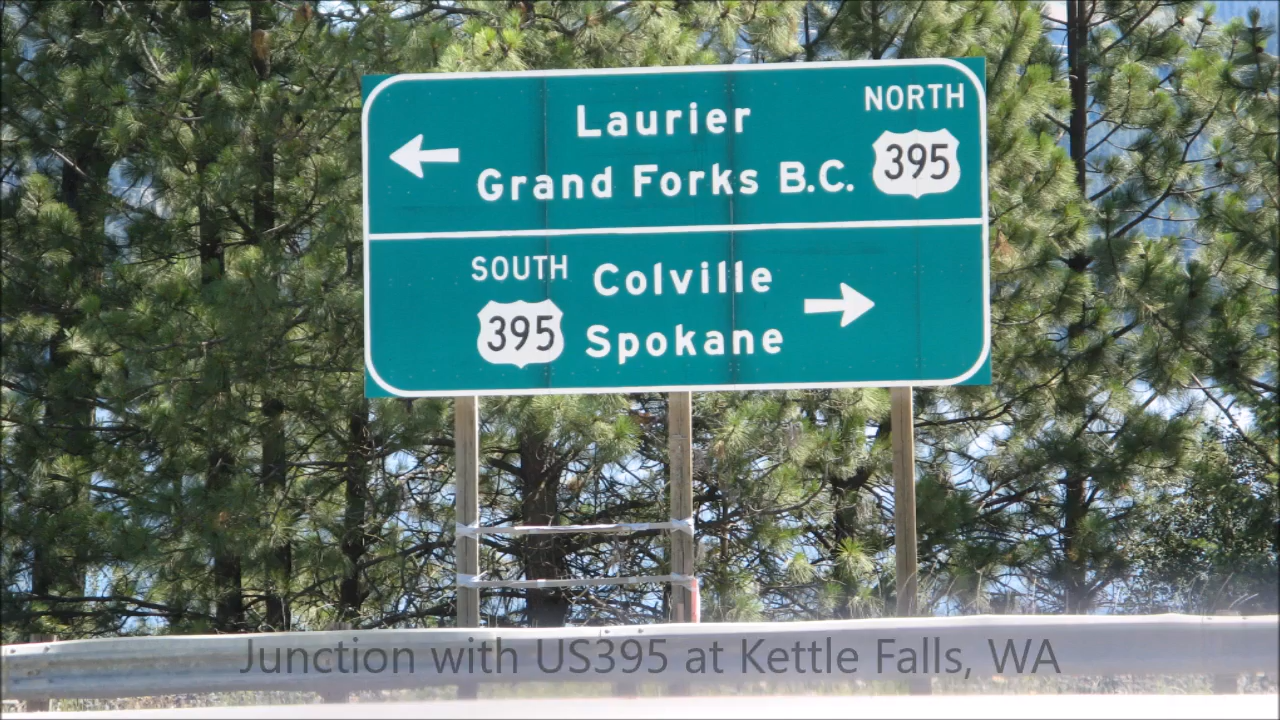 NORTH
Laurier
395
Grand Forks B.C.
SOUTH
Colville
395
Spokane
Junction with US395 at Kettle Falls, WA